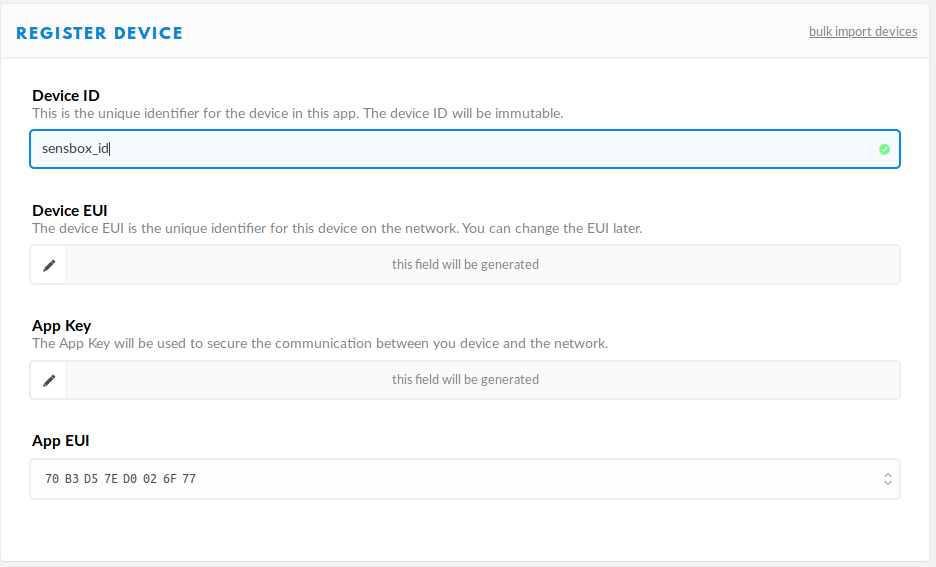 REGISTER DEVICE
bulk import devices
Device ID
This is the unique identifier for the device in this app. The device ID will be immutable.
sensbox_id
Device EUI
The device EUI is the unique identifier for this device on the network. You can change the EUI later.
this field will be generated
App Key
The App Key will be used to secure the communication between you device and the network.
this field will be generated
App EUI
70 B3 D5 7E D0 02 6F 77